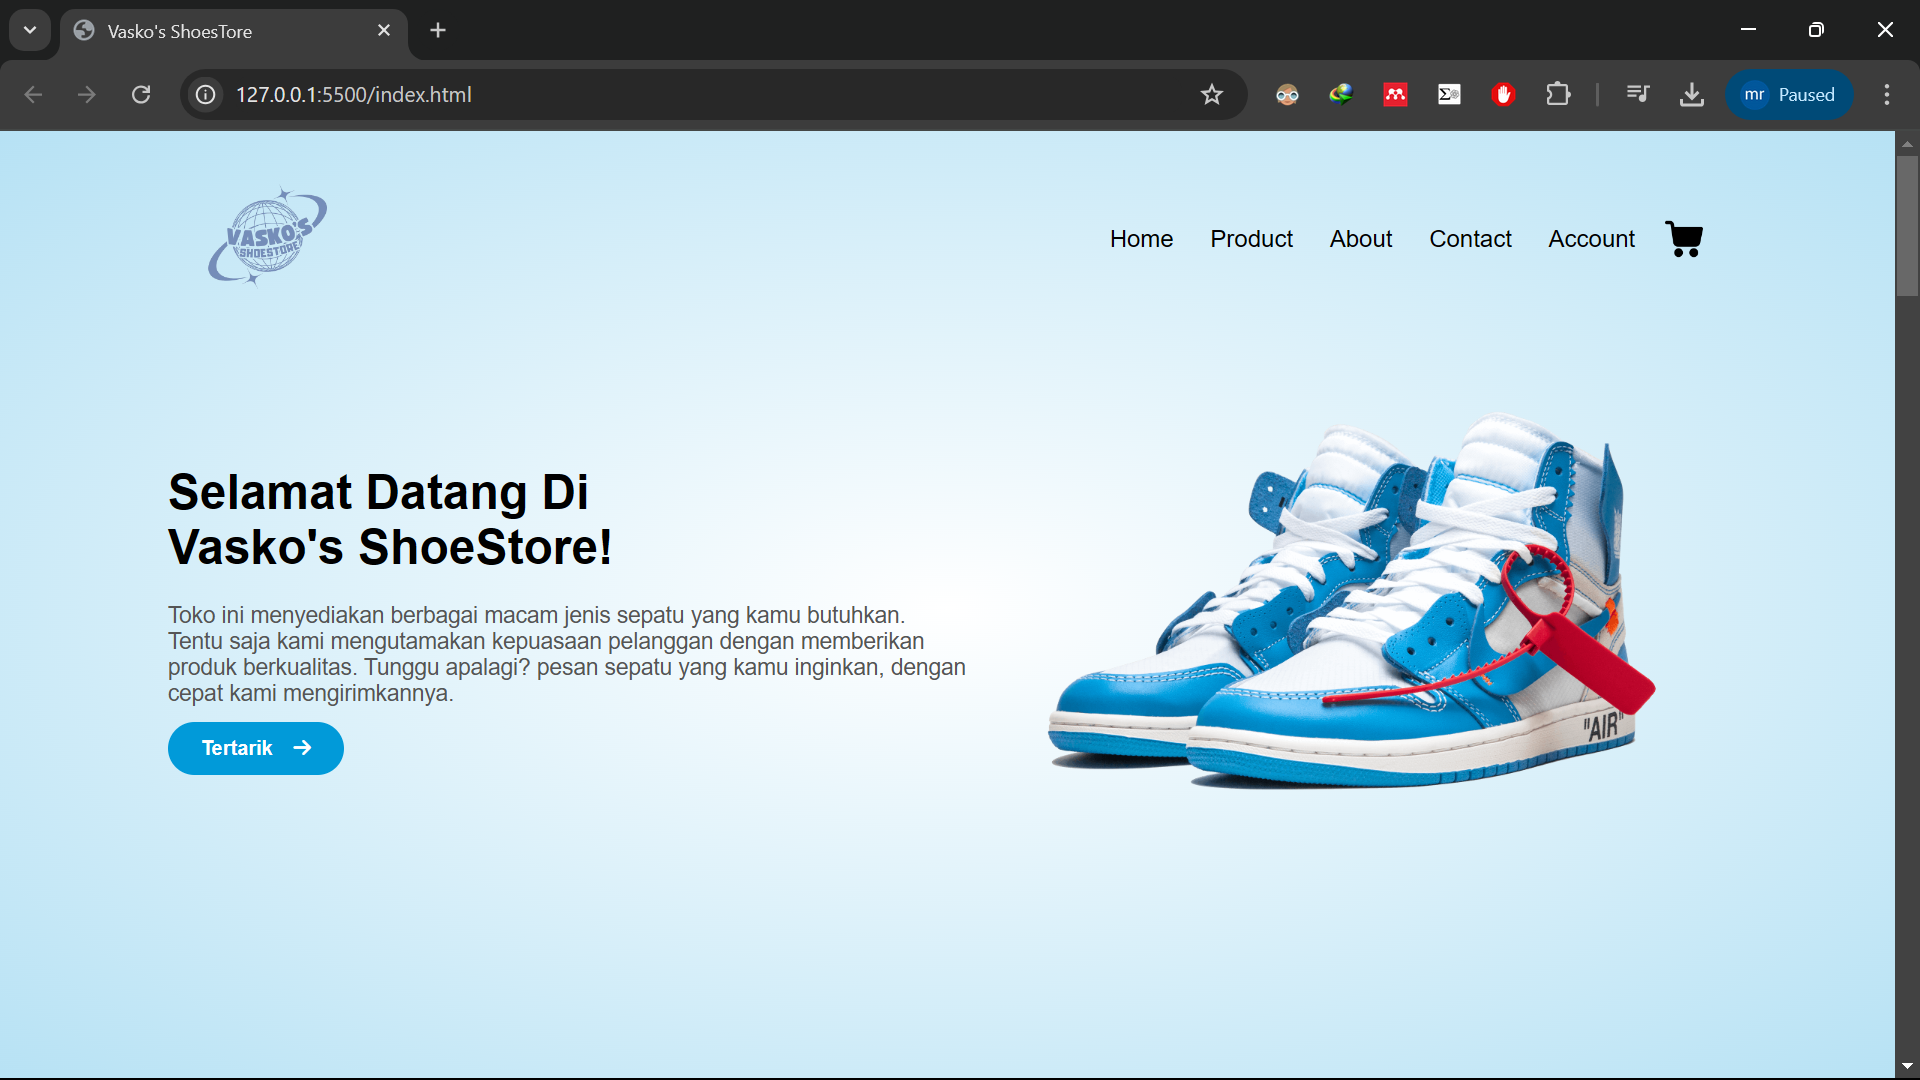 Vasko's ShoesTore
127.0.0.1:5500/index.html
mr Paused
VASKO'S
SHOESTORE
Home Product About Contact Account
Selamat Datang Di
Vasko's ShoeStore!
Toko ini menyediakan berbagai macam jenis sepatu yang kamu butuhkan.
Tentu saja kami mengutamakan kepuasaan pelanggan dengan memberikan
produk berkualitas. Tunggu apalagi? pesan sepatu yang kamu inginkan, dengan
cepat kami mengirimkannya.
"AIR"
Tertarik